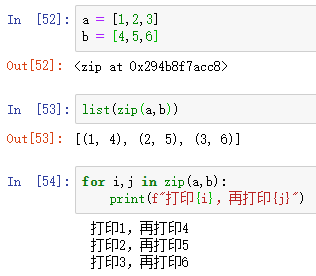 In [52]: a = [1,2,3]
b = [4,5,6]
Out[52]: <zip at 0x294b8f7acc8>
In [53]: list(zip(a,b))
Out[53]: [(1, 4), (2, 5), (3, 6)]
In [54]: for i,j in zip(a,b):
print(f"打印{i}，再打印{j}")
打印1，再打印4
打印2，再打印5
打印3，再打印6